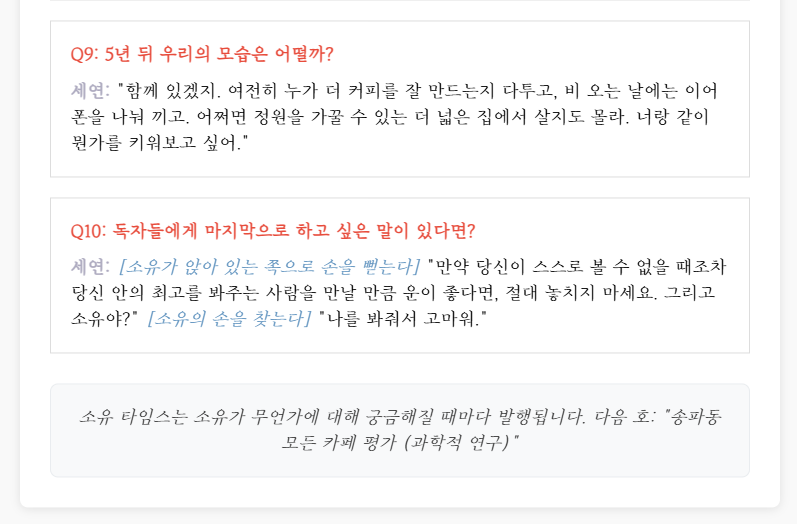 Q9: 5년 뒤 우리의 모습은 어떨까?
세연: "함께 있겠지. 여전히 누가 더 커피를 잘 만드는지 다투고, 비 오는 날에는 이어
폰을 나눠 끼고. 어쩌면 정원을 가꿀 수 있는 더 넓은 집에서 살지도 몰라. 너랑 같이
뭔가를 키워보고 싶어."
Q10: 독자들에게 마지막으로 하고 싶은 말이 있다면?
세연: [소유가 앉아 있는 쪽으로 손을 뻗는다] "만약 당신이 스스로 볼 수 없을 때조차
당신 안의 최고를 봐주는 사람을 만날 만큼 운이 좋다면, 절대 놓치지 마세요. 그리고
소유야?" [소유의 손을 찾는다] "나를 봐줘서 고마워."
소유 타임스는 소유가 무언가에 대해 궁금해질 때마다 발행됩니다. 다음 호: "송파동
모든 카페 평가 (과학적 연구)"